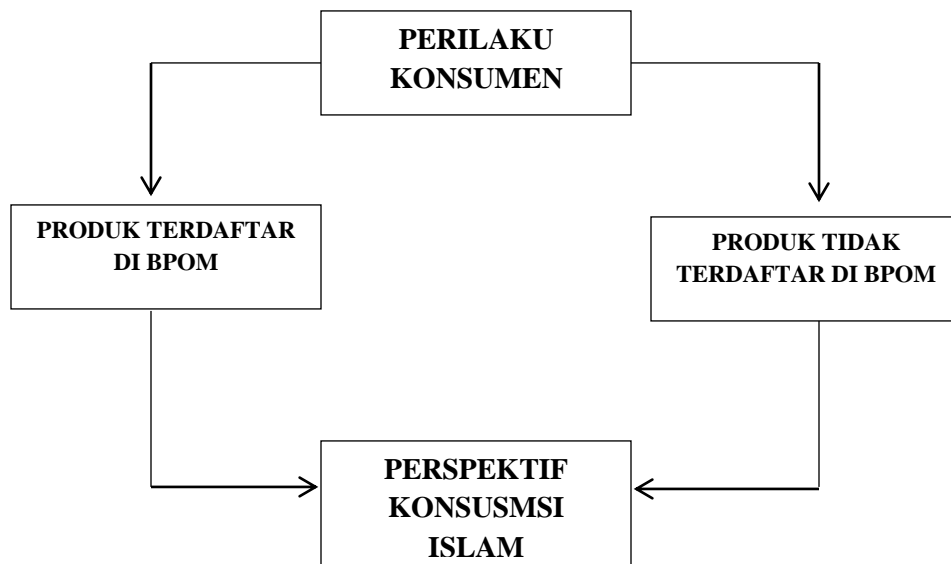 PERILAKU
KONSUMEN
PRODUK TERDAFTAR
DI BPOM
PRODUK TIDAK
TERDAFTAR DI BPOM
PERSPEKTIF
KONSUSMSI
ISLAM